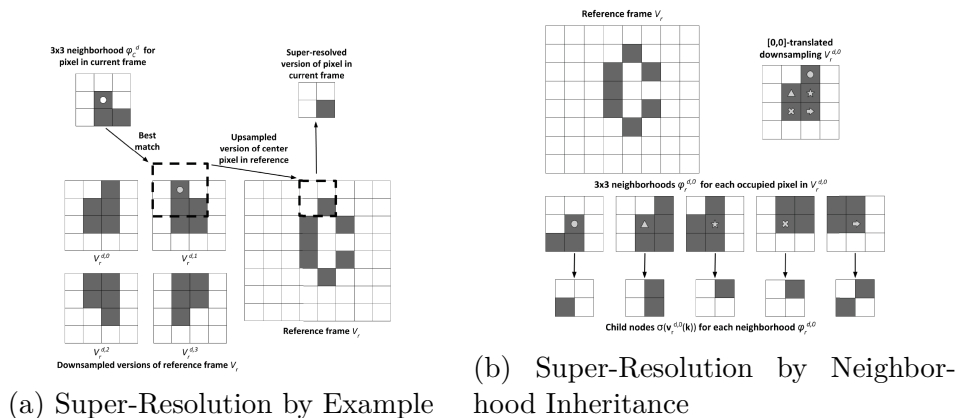 3x3 neighborhood φ_c^d for
pixel in current frame
Super-resolved
version of pixel in
current frame
Best
match
Upsampled
version of center
pixel in reference
V_r^{d,0}
V_r^{d,1}
V_r^{d,2}
V_r^{d,3}
Reference frame V_r
Downsampled versions of reference frame V_r
(a) Super-Resolution by Example
Reference frame V_r
[0,0]-translated
downsampling V_r^{d,0}
3x3 neighborhoods φ_r^{d,0} for each occupied pixel in V_r^{d,0}
Child nodes σ(v_r^{d,0}(k)) for each neighborhood φ_r^{d,0}
(b) Super-Resolution by Neighbor-
hood Inheritance